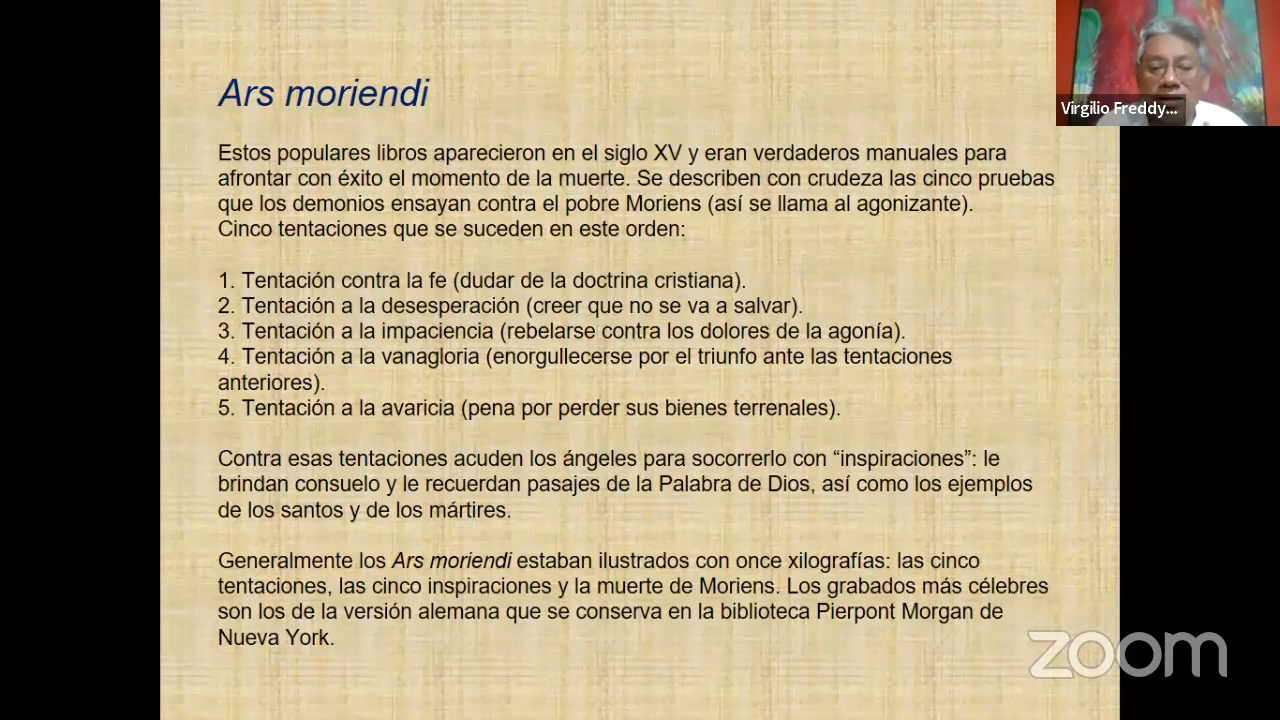 Ars moriendi
Virgilio Freddy...
Estos populares libros aparecieron en el siglo XV y eran verdaderos manuales para
afrontar con éxito el momento de la muerte. Se describen con crudeza las cinco pruebas
que los demonios ensayan contra el pobre Moriens (así se llama al agonizante).
Cinco tentaciones que se suceden en este orden:
1. Tentación contra la fe (dudar de la doctrina cristiana).
2. Tentación a la desesperación (creer que no se va a salvar).
3. Tentación a la impaciencia (rebelarse contra los dolores de la agonía).
4. Tentación a la vanagloria (enorgullecerse por el triunfo ante las tentaciones
anteriores).
5. Tentación a la avaricia (pena por perder sus bienes terrenales).
Contra esas tentaciones acuden los ángeles para socorrerlo con “inspiraciones”: le
brindan consuelo y le recuerdan pasajes de la Palabra de Dios, así como los ejemplos
de los santos y de los mártires.
Generalmente los Ars moriendi estaban ilustrados con once xilografías: las cinco
tentaciones, las cinco inspiraciones y la muerte de Moriens. Los grabados más célebres
son los de la versión alemana que se conserva en la biblioteca Pierpont Morgan de
Nueva York.
zoom